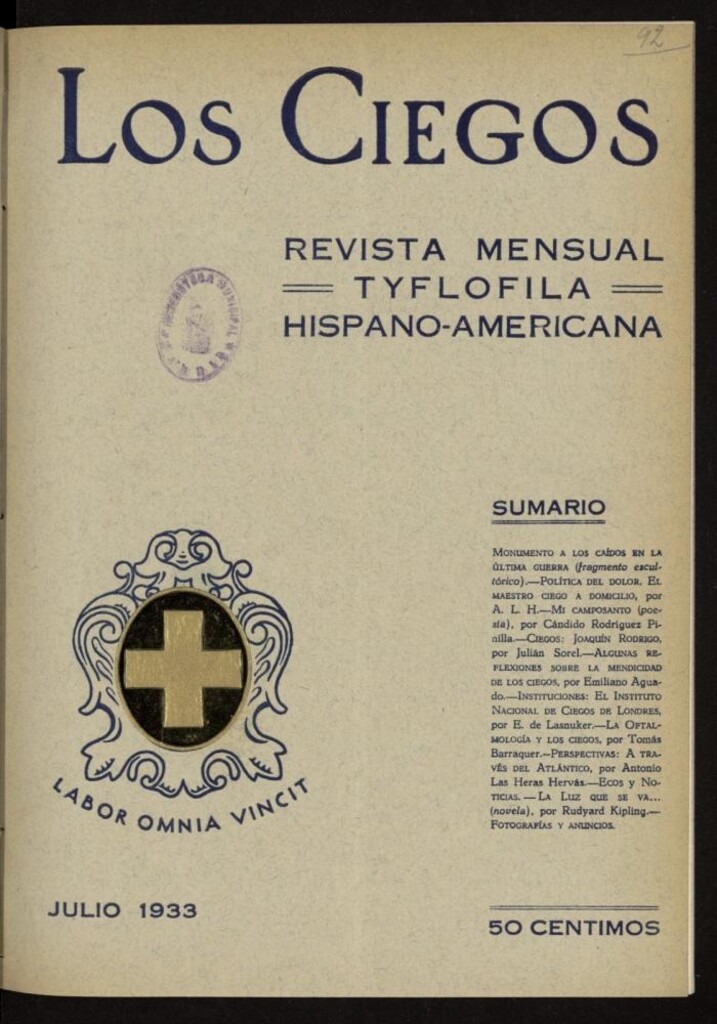 92
LOS CIEGOS
REVISTA MENSUAL
TYFLOFILA
HISPANO-AMERICANA
HEMEROTECA MUNICIPAL
SUMARIO
MONUMENTO A LOS CAÍDOS EN LA
ÚLTIMA GUERRA (fragmento escul-
tórico).—POLÍTICA DEL DOLOR. EL
MAESTRO CIEGO A DOMICILIO, por
A. L. H.—MI CAMPOSANTO (poe-
sía), por Cándido Rodríguez Pi-
nilla.—CIEGOS: JOAQUÍN RODRIGO,
por Julián Sorel.—ALGUNAS RE-
FLEXIONES SOBRE LA MENDICIDAD
DE LOS CIEGOS, por Emiliano Agua-
do.—INSTITUCIONES: EL INSTITUTO
NACIONAL DE CIEGOS DE LONDRES,
por E. de Lasnuker.—LA OFTAL-
MOLOGÍA Y LOS CIEGOS, por Tomás
Barraquer.—PERSPECTIVAS: A TRA-
VÉS DEL ATLÁNTICO, por Antonio
Las Heras Hervás.—ECOS Y NO-
TICIAS.—LA LUZ QUE SE VA...
(novela), por Rudyard Kipling.—
FOTOGRAFÍAS Y ANUNCIOS.
LABOR OMNIA VINCIT
JULIO 1933
50 CENTIMOS